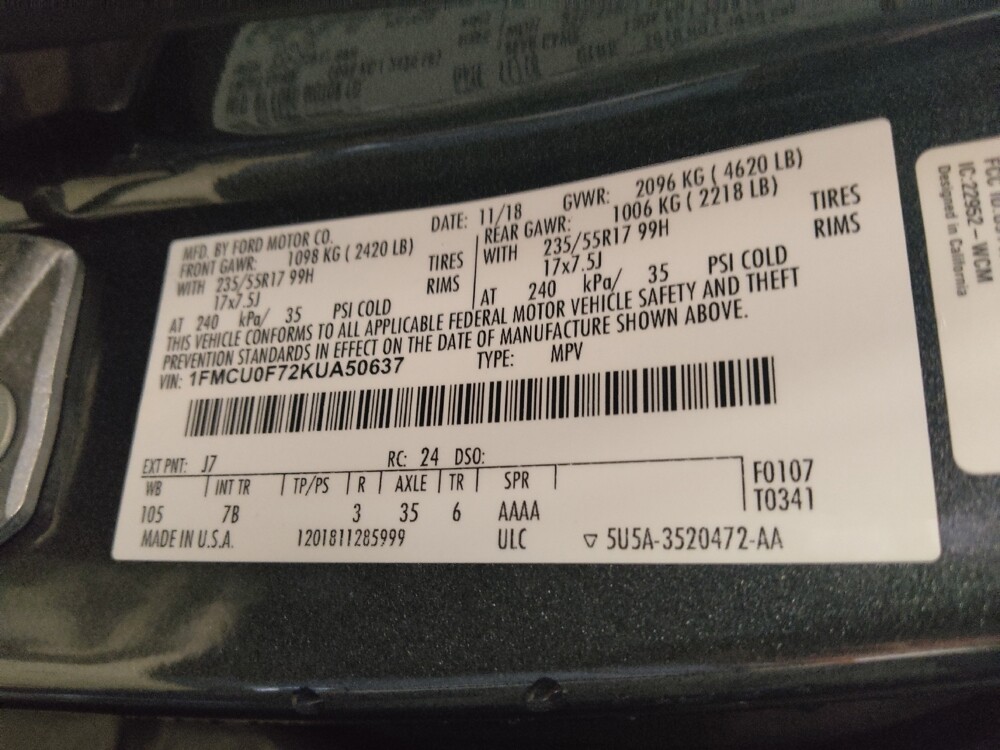 MFD. BY FORD MOTOR CO. DATE: 11/18 GVWR: 2096 KG ( 4620 LB)
FRONT GAWR: 1098 KG ( 2420 LB)
WITH 235/55R17 99H TIRES
17x7.5J RIMS
AT 240 kPa/ 35 PSI COLD
REAR GAWR: 1006 KG ( 2218 LB)
WITH 235/55R17 99H TIRES
17x7.5J RIMS
AT 240 kPa/ 35 PSI COLD
THIS VEHICLE CONFORMS TO ALL APPLICABLE FEDERAL MOTOR VEHICLE SAFETY AND THEFT
PREVENTION STANDARDS IN EFFECT ON THE DATE OF MANUFACTURE SHOWN ABOVE.
VIN: 1FMCU0F72KUA50637 TYPE: MPV
EXT PNT: J7 RC: 24 DSO:
WB INT TR TP/PS R AXLE TR SPR
105 7B 3 35 6 AAAA
F0107
T0341
MADE IN U.S.A. 1201811285999 ULC ▽ 5U5A-3520472-AA
FCC
IC:22952 – WCM
Designed in California